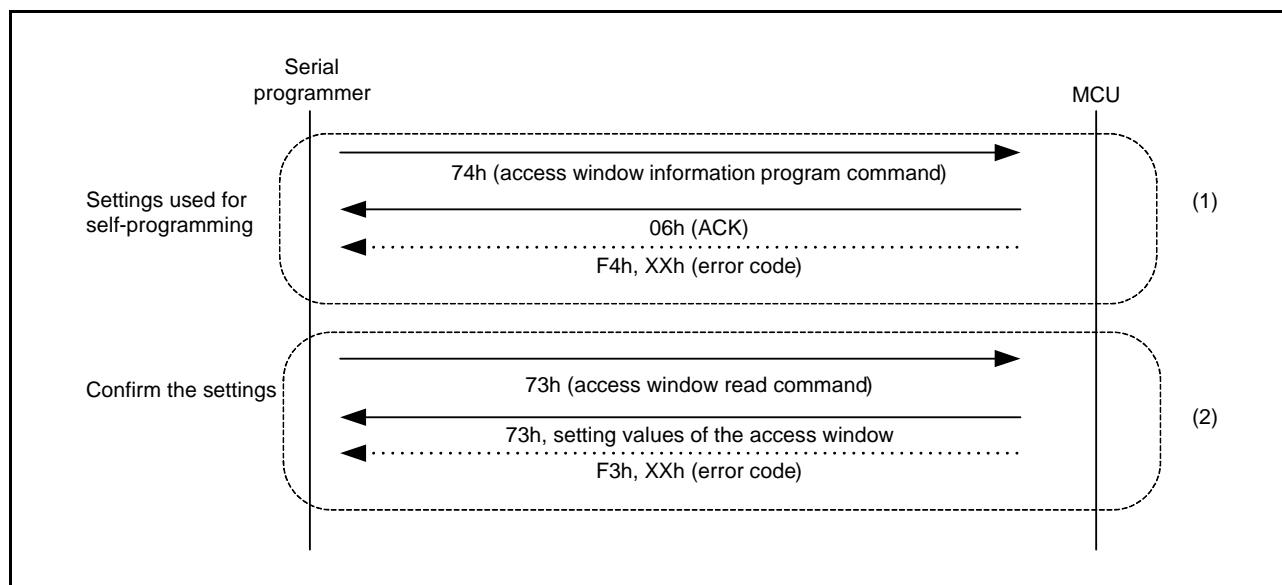 Serial
programmer
MCU
74h (access window information program command)
Settings used for
self-programming
06h (ACK)
F4h, XXh (error code)
(1)
73h (access window read command)
Confirm the settings
73h, setting values of the access window
F3h, XXh (error code)
(2)